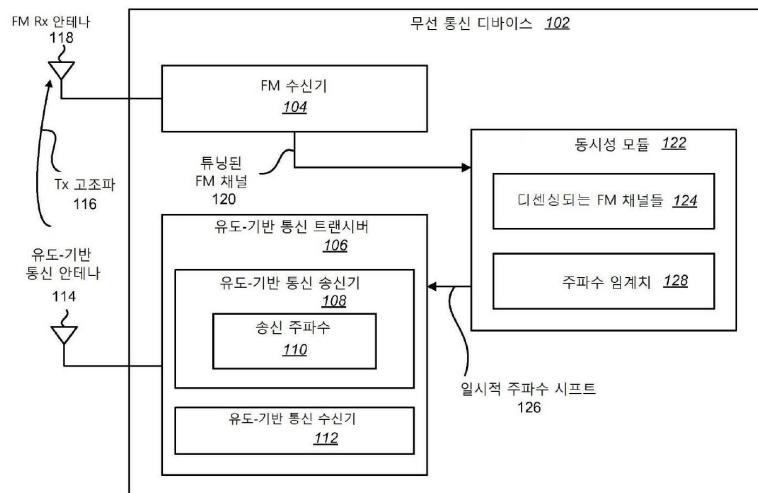 FM Rx 안테나
118
무선 통신 디바이스 102
FM 수신기
104
동시성 모듈 122
튜닝된
FM 채널
120
디센싱되는 FM 채널들 124
Tx 고조파
116
유도-기반 통신 트랜시버
106
유도-기반
통신 안테나
114
유도-기반 통신 송신기
108
주파수 임계치 128
송신 주파수
110
일시적 주파수 시프트
126
유도-기반 통신 수신기
112